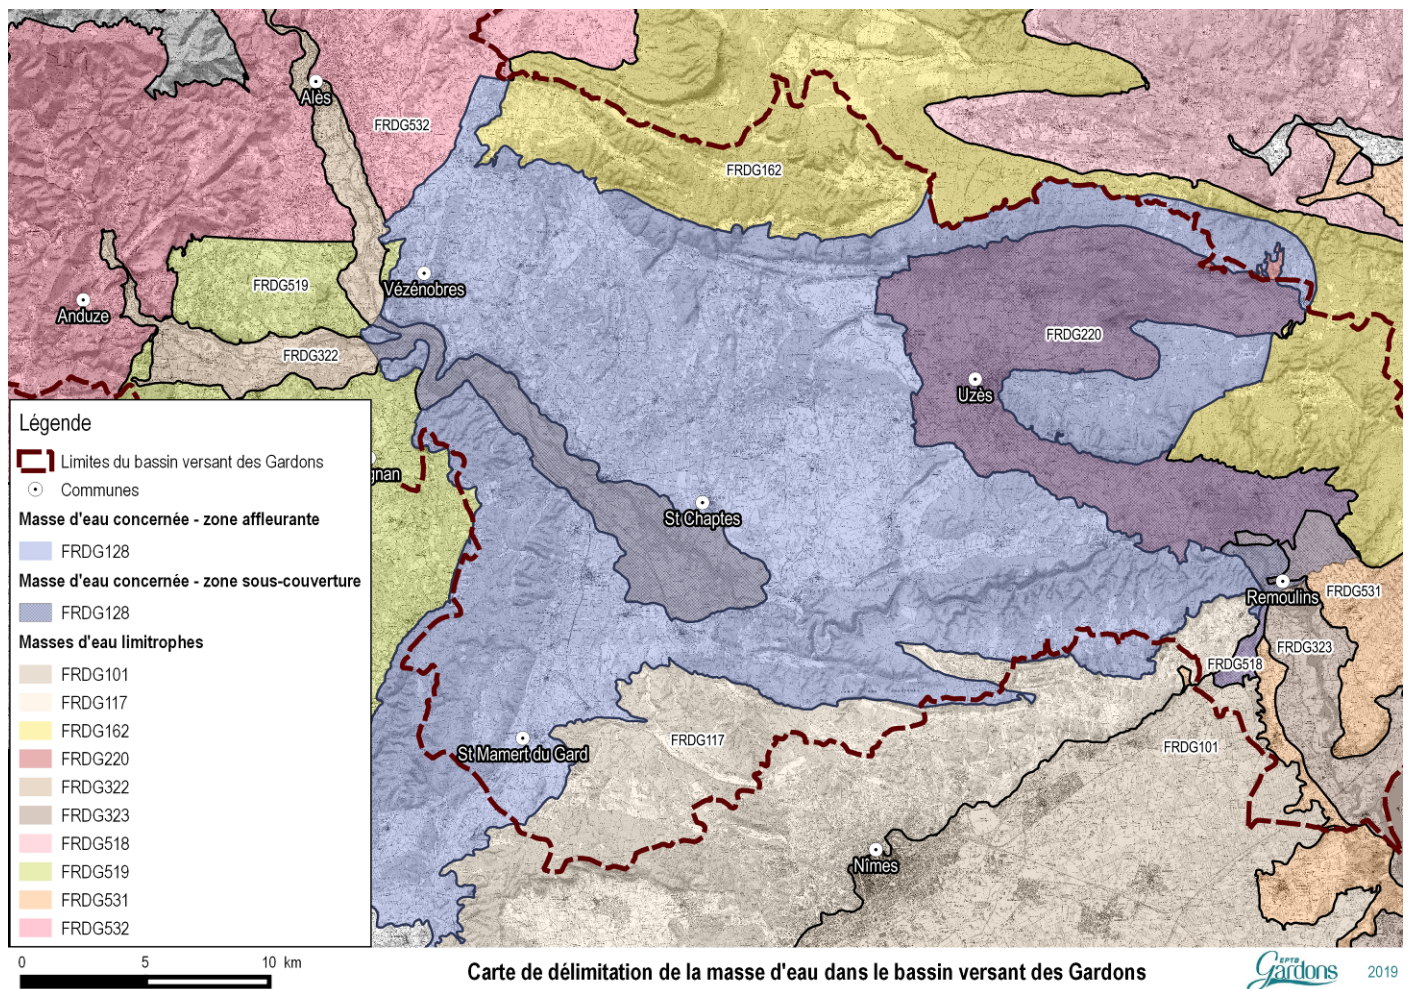 Alès
FRDG532
FRDG162
FRDG519
Vézénobres
Anduze
FRDG322
FRDG220
Uzès
Légende
Limites du bassin versant des Gardons
Communes
Masse d'eau concernée - zone affleurante
FRDG128
Masse d'eau concernée - zone sous-couverture
FRDG128
Masses d'eau limitrophes
FRDG101
FRDG117
FRDG162
FRDG220
FRDG322
FRDG323
FRDG518
FRDG519
FRDG531
FRDG532
gnan
St Chaptes
Remoulins
FRDG531
FRDG323
FRDG518
St Mamert du Gard
FRDG117
FRDG101
Nîmes
0 5 10 km
Carte de délimitation de la masse d'eau dans le bassin versant des Gardons
EPTB
Gardons
2019